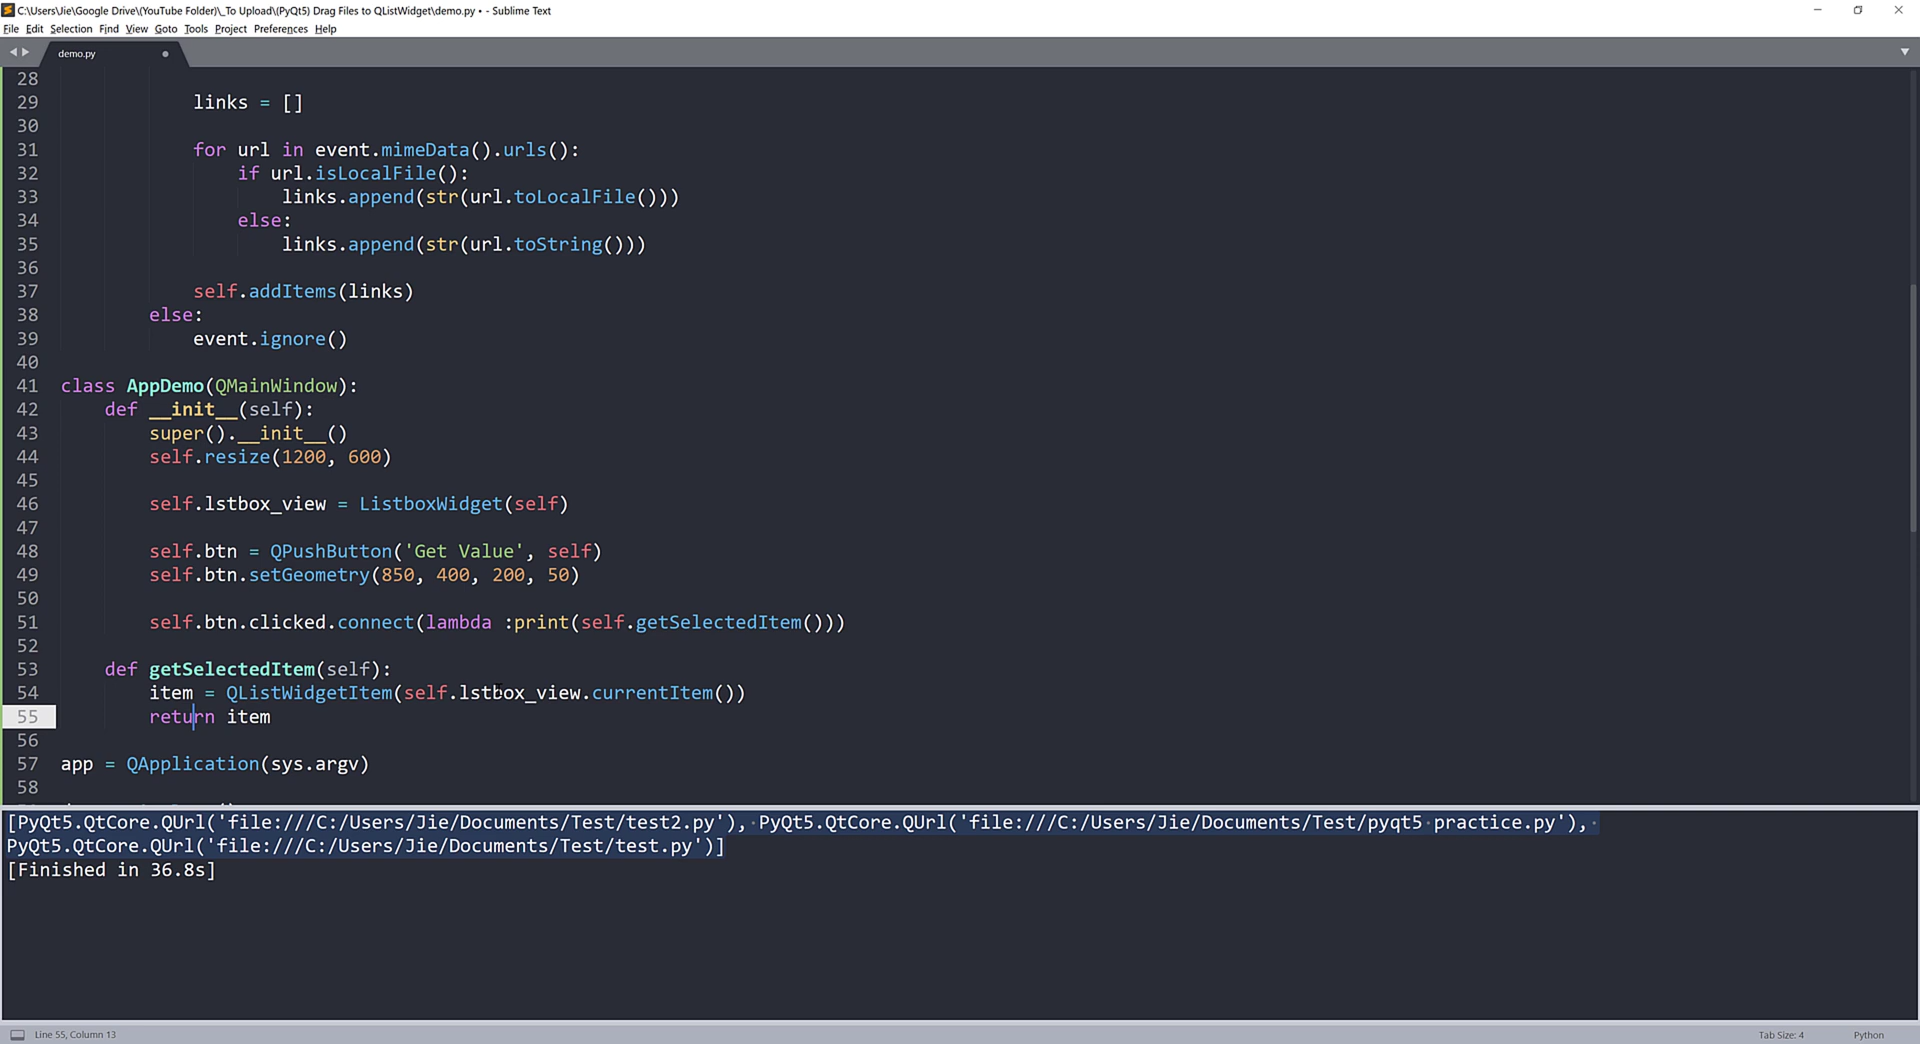 C:\Users\Jie\Google Drive\(YouTube Folder)\_To Upload\(PyQt5) Drag Files to QListWidget\demo.py • - Sublime Text
File Edit Selection Find View Goto Tools Project Preferences Help
demo.py
28
29 links = []
30
31 for url in event.mimeData().urls():
32 if url.isLocalFile():
33 links.append(str(url.toLocalFile()))
34 else:
35 links.append(str(url.toString()))
36
37 self.addItems(links)
38 else:
39 event.ignore()
40
41 class AppDemo(QMainWindow):
42 def __init__(self):
43 super().__init__()
44 self.resize(1200, 600)
45
46 self.lstbox_view = ListboxWidget(self)
47
48 self.btn = QPushButton('Get Value', self)
49 self.btn.setGeometry(850, 400, 200, 50)
50
51 self.btn.clicked.connect(lambda :print(self.getSelectedItem()))
52
53 def getSelectedItem(self):
54 item = QListWidgetItem(self.lstbox_view.currentItem())
55 return item
56
57 app = QApplication(sys.argv)
58
[PyQt5.QtCore.QUrl('file:///C:/Users/Jie/Documents/Test/test2.py'), PyQt5.QtCore.QUrl('file:///C:/Users/Jie/Documents/Test/pyqt5 practice.py'),
PyQt5.QtCore.QUrl('file:///C:/Users/Jie/Documents/Test/test.py')]
[Finished in 36.8s]
Line 55, Column 13 Tab Size: 4 Python